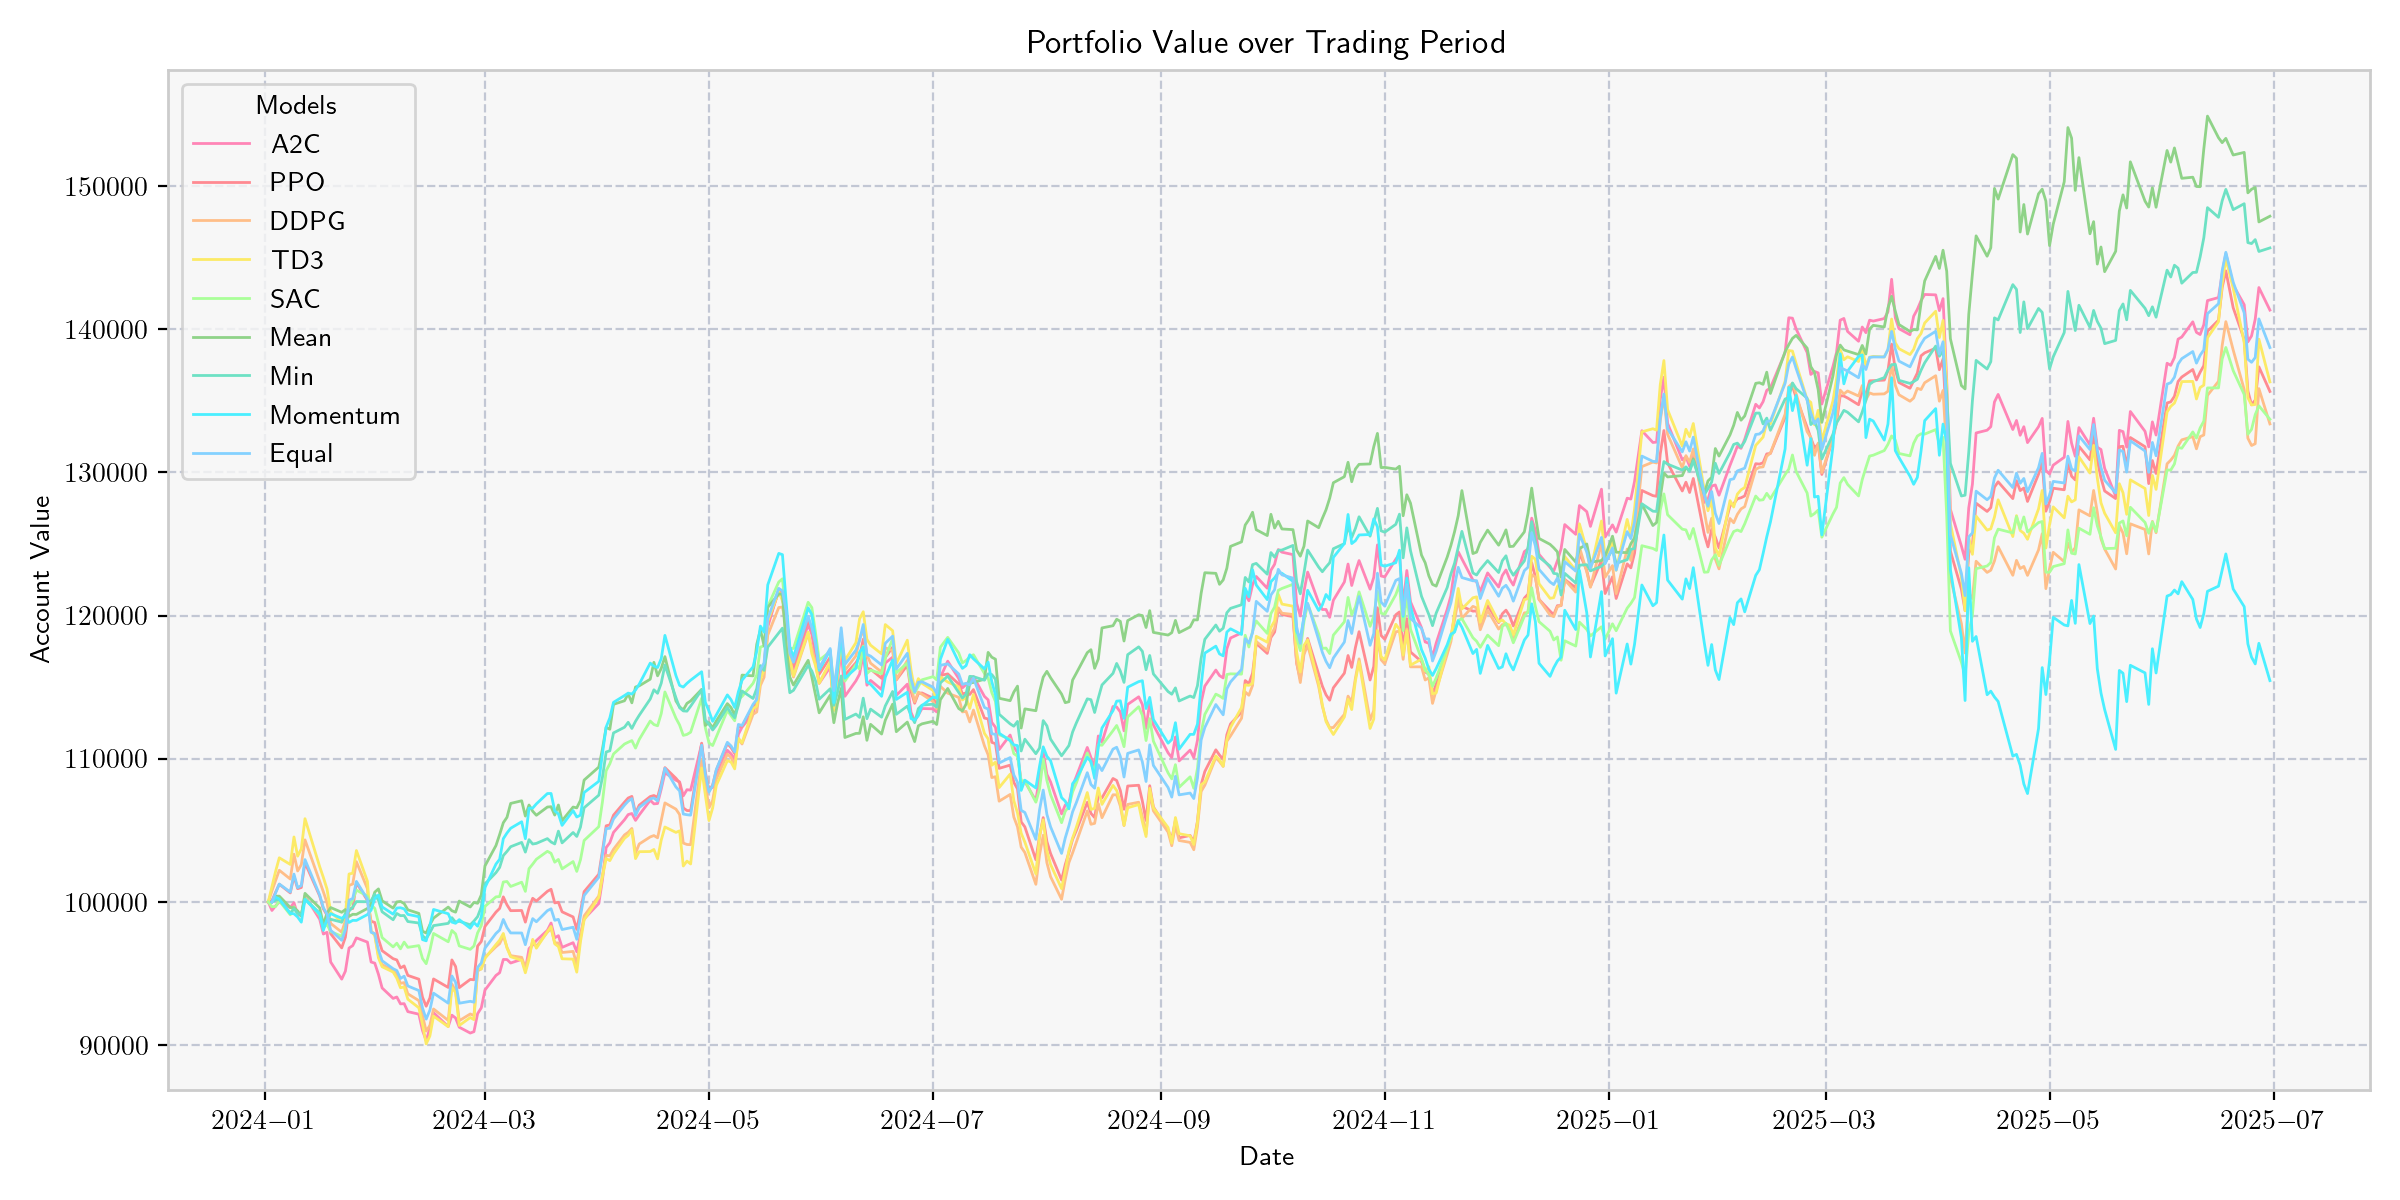 Portfolio Value over Trading Period
Models
A2C
PPO
DDPG
TD3
SAC
Mean
Min
Momentum
Equal
Account Value
150000
140000
130000
120000
110000
100000
90000
2024−01
2024−03
2024−05
2024−07
2024−09
2024−11
2025−01
2025−03
2025−05
2025−07
Date